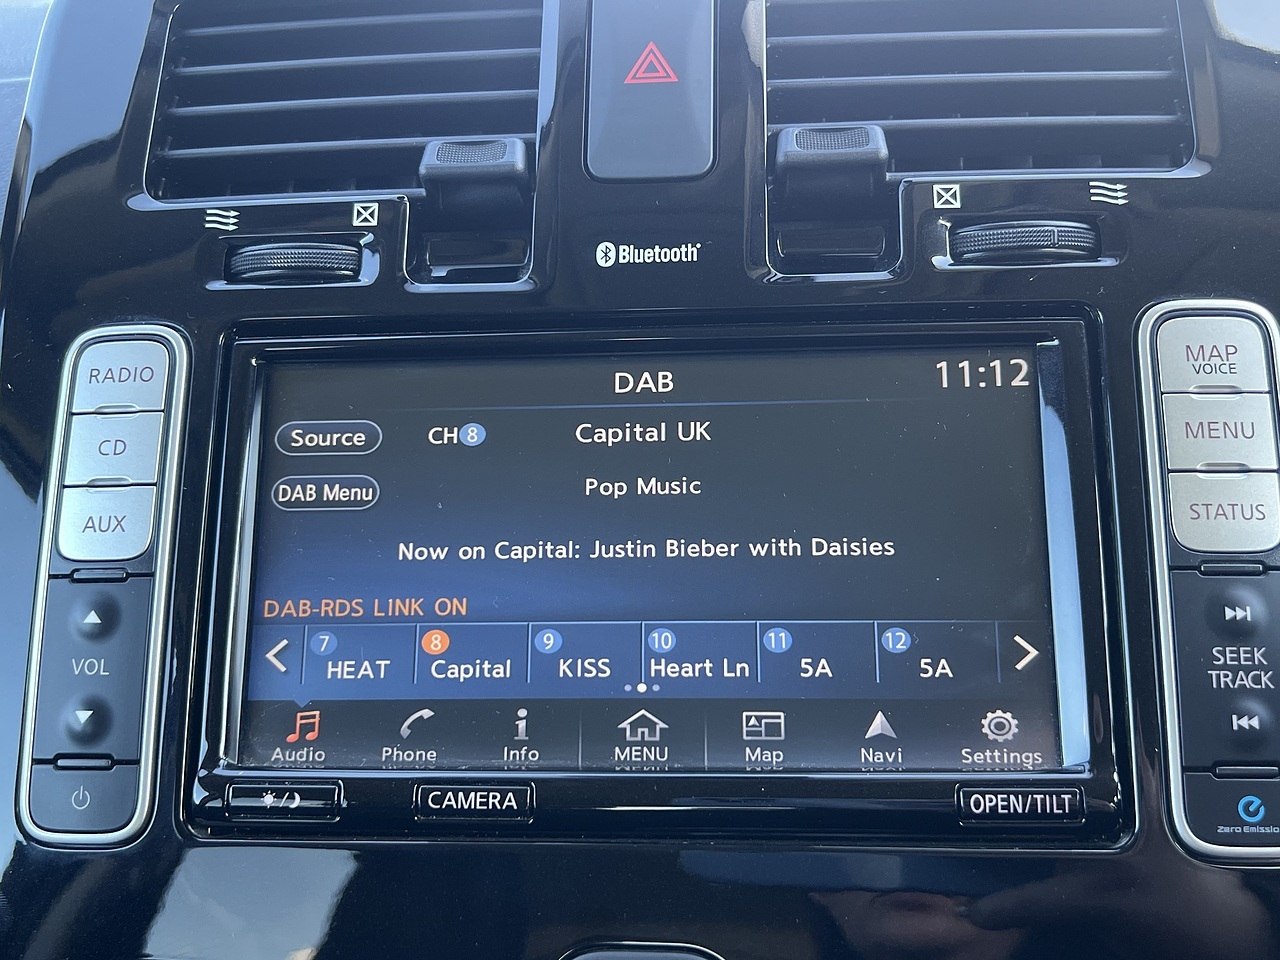 Bluetooth
RADIO
CD
AUX
VOL
DAB
11:12
Source
CH 8
Capital UK
DAB Menu
Pop Music
Now on Capital: Justin Bieber with Daisies
DAB-RDS LINK ON
7 HEAT
8 Capital
9 KISS
10 Heart Ln
11 5A
12 5A
Audio
Phone
Info
MENU
Map
Navi
Settings
CAMERA
OPEN/TILT
MAP
VOICE
MENU
STATUS
SEEK
TRACK
Zero Emissio